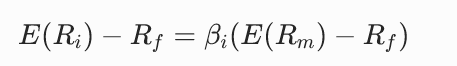 E(R_i) − R_f = β_i(E(R_m) − R_f)